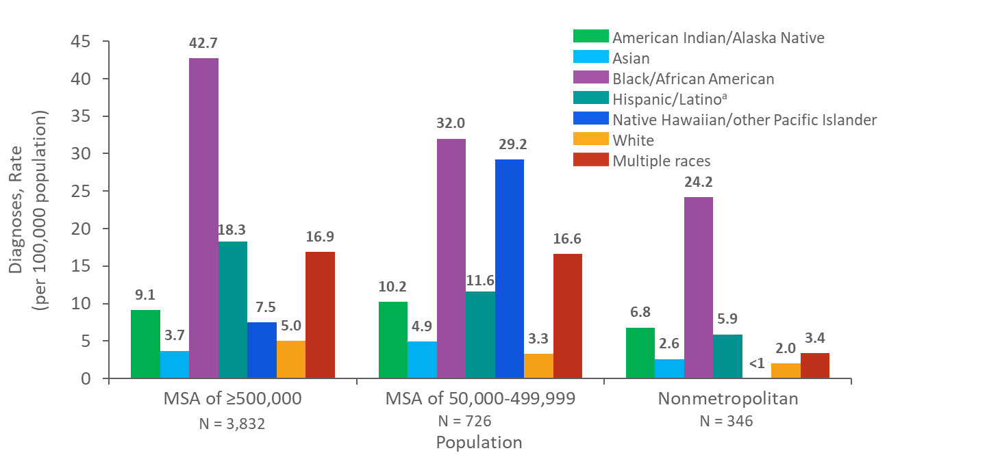 Diagnoses, Rate
(per 100,000 population)
45
40
35
30
25
20
15
10
5
0
American Indian/Alaska Native
Asian
Black/African American
Hispanic/Latinoᵃ
Native Hawaiian/other Pacific Islander
White
Multiple races
9.1
3.7
42.7
18.3
7.5
5.0
16.9
10.2
4.9
32.0
11.6
29.2
3.3
16.6
6.8
2.6
24.2
5.9
<1
2.0
3.4
MSA of ≥500,000
N = 3,832
MSA of 50,000-499,999
N = 726
Nonmetropolitan
N = 346
Population